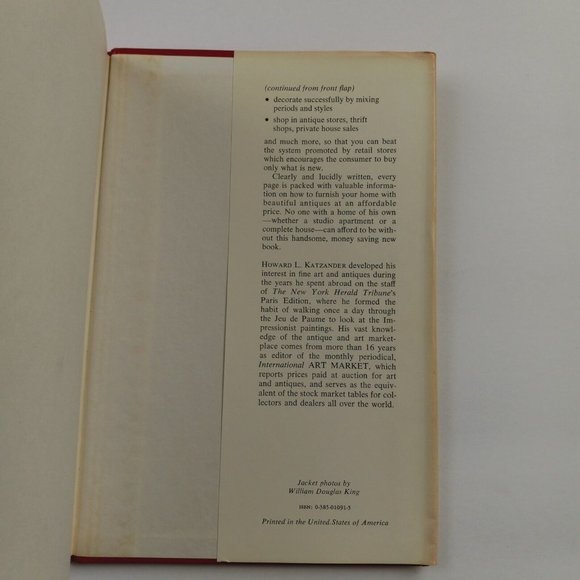 (continued from front flap)
• decorate successfully by mixing
periods and styles
• shop in antique stores, thrift
shops, private house sales
and much more, so that you can beat
the system promoted by retail stores
which encourages the consumer to buy
only what is new.
Clearly and lucidly written, every
page is packed with valuable informa-
tion on how to furnish your home with
beautiful antiques at an affordable
price. No one with a home of his own
—whether a studio apartment or a
complete house—can afford to be with-
out this handsome, money saving new
book.
HOWARD L. KATZANDER developed his
interest in fine art and antiques during
the years he spent abroad on the staff
of The New York Herald Tribune's
Paris Edition, where he formed the
habit of walking once a day through
the Jeu de Paume to look at the Im-
pressionist paintings. His vast knowl-
edge of the antique and art market-
place comes from more than 16 years
as editor of the monthly periodical,
International ART MARKET, which
reports prices paid at auction for art
and antiques, and serves as the equiv-
alent of the stock market tables for col-
lectors and dealers all over the world.
Jacket photos by
William Douglas King
ISBN: 0-385-01091-3
Printed in the United States of America